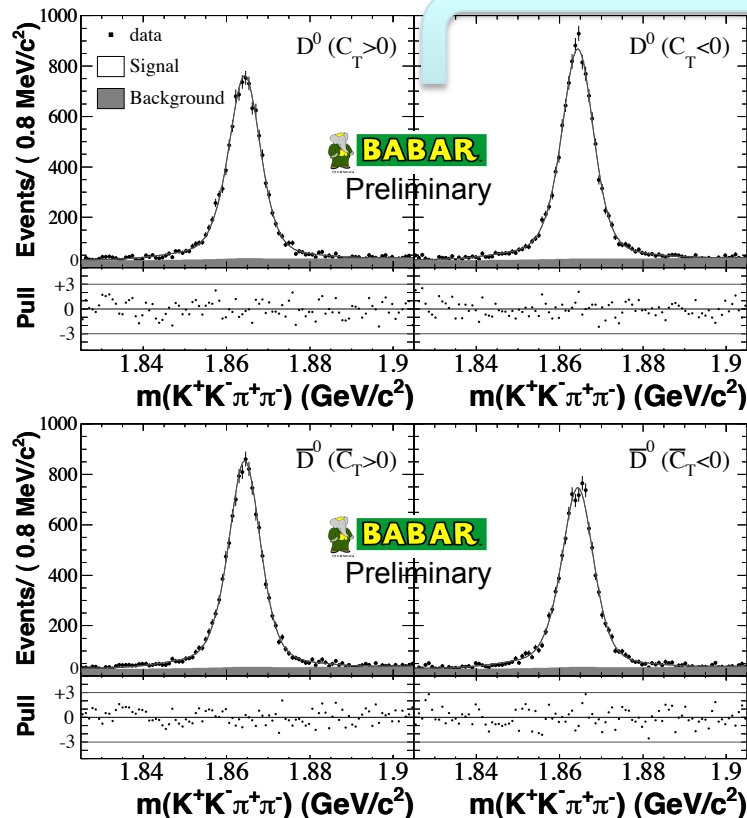 1000
800
600
400
200
0
Events/ ( 0.8 MeV/c²)
data
Signal
Background
D⁰ (C_T>0)
D⁰ (C_T<0)
BABAR™
Preliminary
+3
0
−3
Pull
1.84 1.86 1.88 1.9
1.84 1.86 1.88 1.9
m(K⁺K⁻π⁺π⁻) (GeV/c²)
m(K⁺K⁻π⁺π⁻) (GeV/c²)
1000
800
600
400
200
0
Events/ ( 0.8 MeV/c²)
D̅⁰ (C̅_T>0)
D̅⁰ (C̅_T<0)
BABAR™
Preliminary
+3
0
−3
Pull
1.84 1.86 1.88 1.9
1.84 1.86 1.88 1.9
m(K⁺K⁻π⁺π⁻) (GeV/c²)
m(K⁺K⁻π⁺π⁻) (GeV/c²)